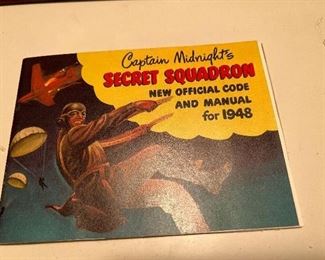 Captain Midnight's
SECRET SQUADRON
NEW OFFICIAL CODE
AND MANUAL
for 1948